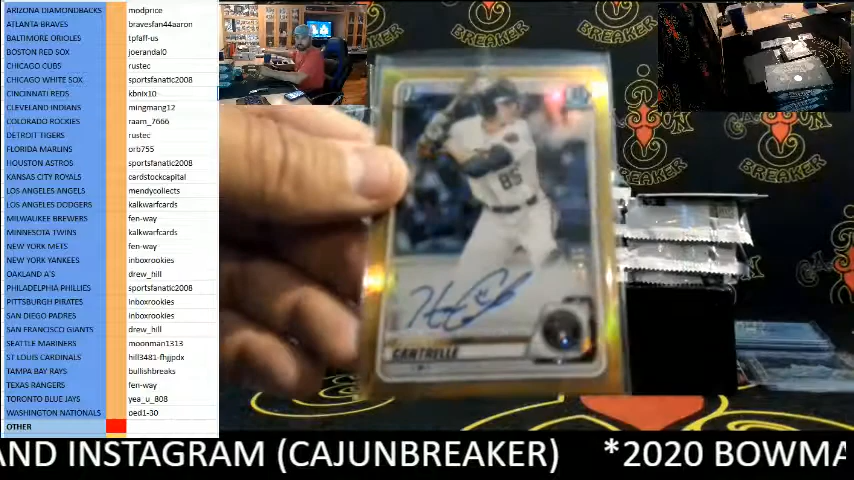 ARIZONA DIAMONDBACKS modprice
ATLANTA BRAVES bravesfan44aaron
BALTIMORE ORIOLES tpfaff-us
BOSTON RED SOX joerandal0
CHICAGO CUBS rustec
CHICAGO WHITE SOX sportsfanatic2008
CINCINNATI REDS kbnix10
CLEVELAND INDIANS mingmang12
COLORADO ROCKIES raam_7666
DETROIT TIGERS rustec
FLORIDA MARLINS orb755
HOUSTON ASTROS sportsfanatic2008
KANSAS CITY ROYALS cardstockcapital
LOS ANGELES ANGELS mendycollects
LOS ANGELES DODGERS kalkwarfcards
MILWAUKEE BREWERS fen-way
MINNESOTA TWINS kalkwarfcards
NEW YORK METS fen-way
NEW YORK YANKEES inboxrookies
OAKLAND A'S drew_hill
PHILADELPHIA PHILLIES sportsfanatic2008
PITTSBURGH PIRATES inboxrookies
SAN DIEGO PADRES inboxrookies
SAN FRANCISCO GIANTS drew_hill
SEATTLE MARINERS moonman1313
ST LOUIS CARDINALS hill3481-fhjjpdx
TAMPA BAY RAYS bullishbreaks
TEXAS RANGERS fen-way
TORONTO BLUE JAYS yea_u_808
WASHINGTON NATIONALS ped1-30
OTHER
BREAKER
BREAKER
85
CANTRELLE
CAJUN
BREAKER
BREAKER
AND INSTAGRAM (CAJUNBREAKER) *2020 BOWMA